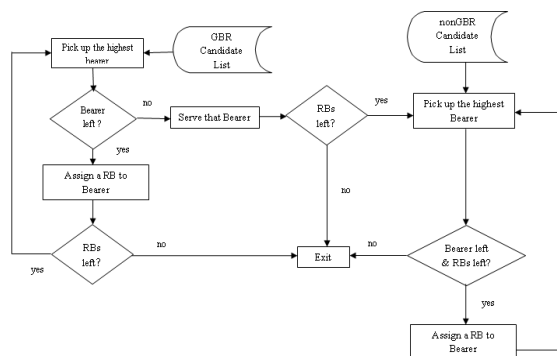 Pick up the highest
bearer
GBR
Candidate
List
nonGBR
Candidate
List
Bearer
left ?
no
Serve that Bearer
RBs
left?
yes
Pick up the highest
Bearer
yes
Assign a RB to
Bearer
no
RBs
left?
yes
no
Exit
no
Bearer left
& RBs left?
yes
Assign a RB to
Bearer